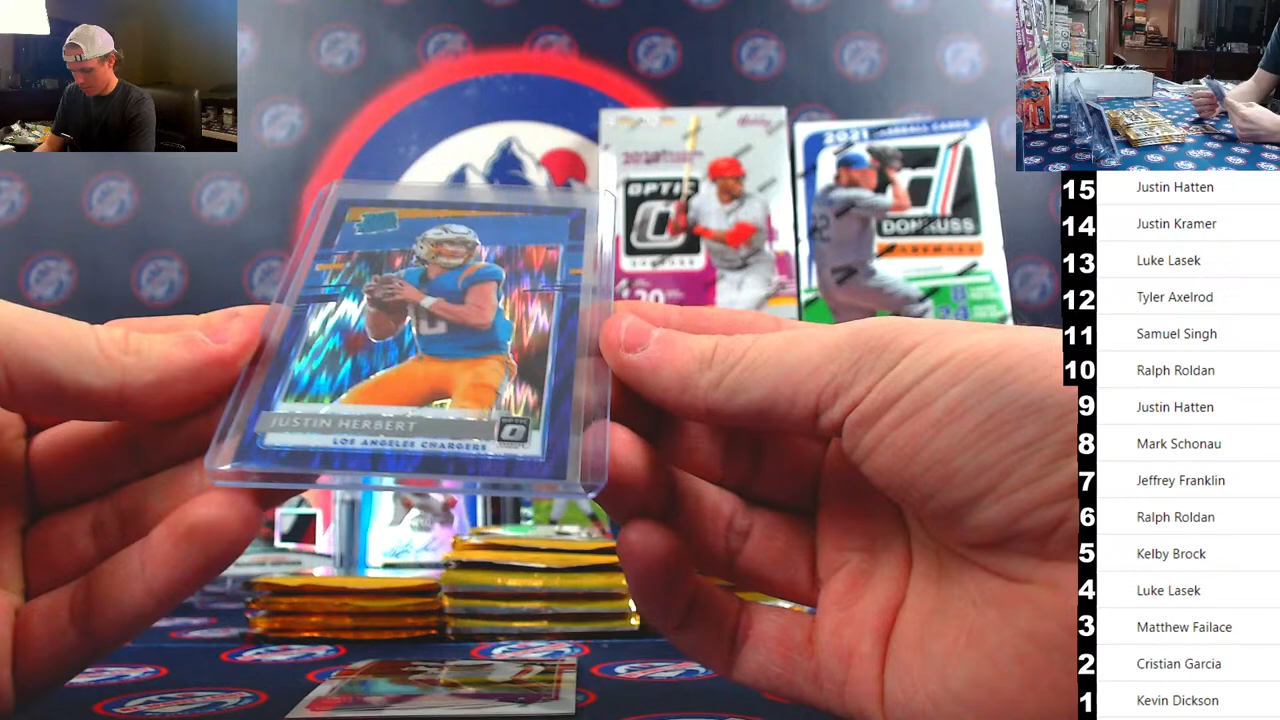 OPTIC
2021
DONRUSS
JUSTIN HERBERT
OPTIC
LOS ANGELES CHARGERS
15 Justin Hatten
14 Justin Kramer
13 Luke Lasek
12 Tyler Axelrod
11 Samuel Singh
10 Ralph Roldan
9 Justin Hatten
8 Mark Schonau
7 Jeffrey Franklin
6 Ralph Roldan
5 Kelby Brock
4 Luke Lasek
3 Matthew Failace
2 Cristian Garcia
1 Kevin Dickson